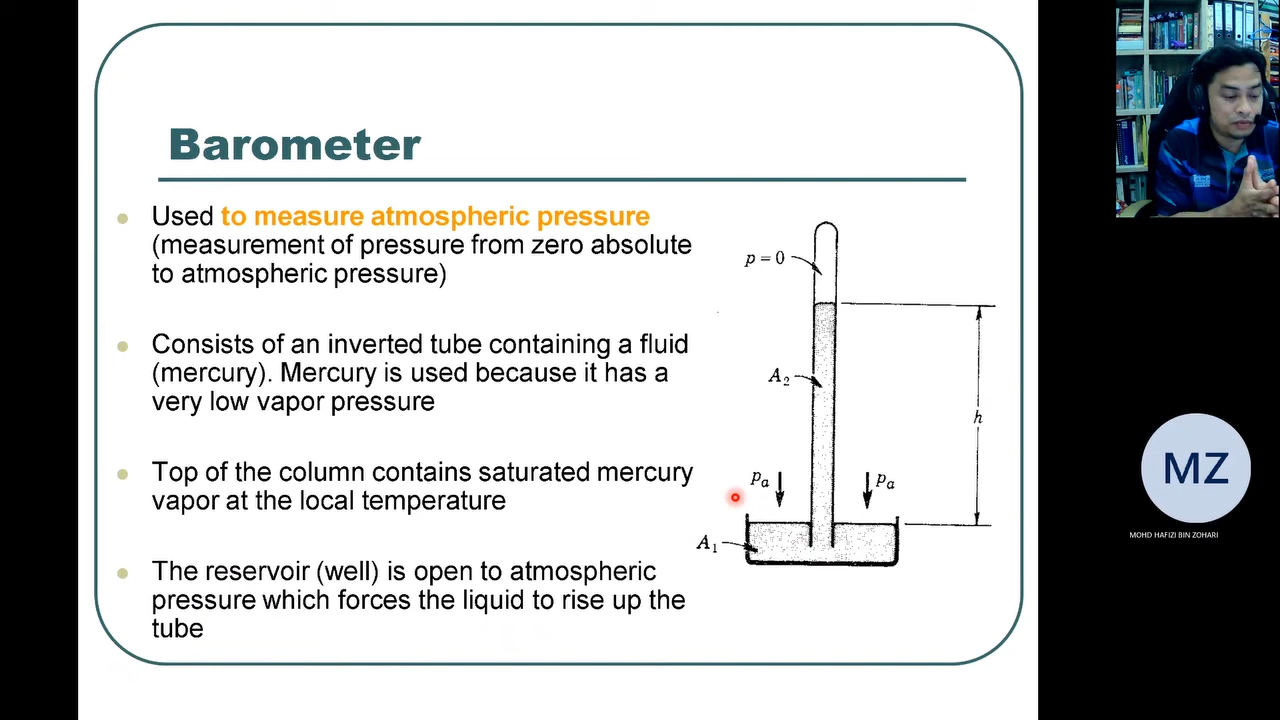 Barometer
Used to measure atmospheric pressure
(measurement of pressure from zero absolute
to atmospheric pressure)
Consists of an inverted tube containing a fluid
(mercury). Mercury is used because it has a
very low vapor pressure
Top of the column contains saturated mercury
vapor at the local temperature
The reservoir (well) is open to atmospheric
pressure which forces the liquid to rise up the
tube
p = 0
A₂
h
pₐ
pₐ
A₁
MZ
MOHD HAFIZI BIN ZOHARI